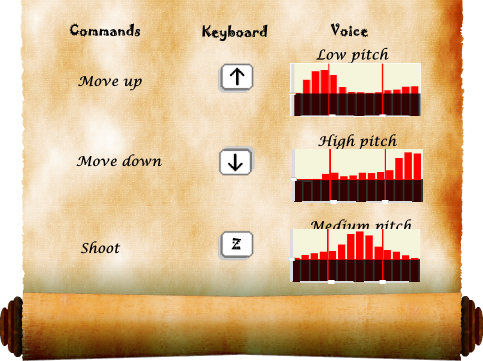 Commands Keyboard Voice
Low pitch
Move up ↑
High pitch
Move down ↓
Medium pitch
Shoot z